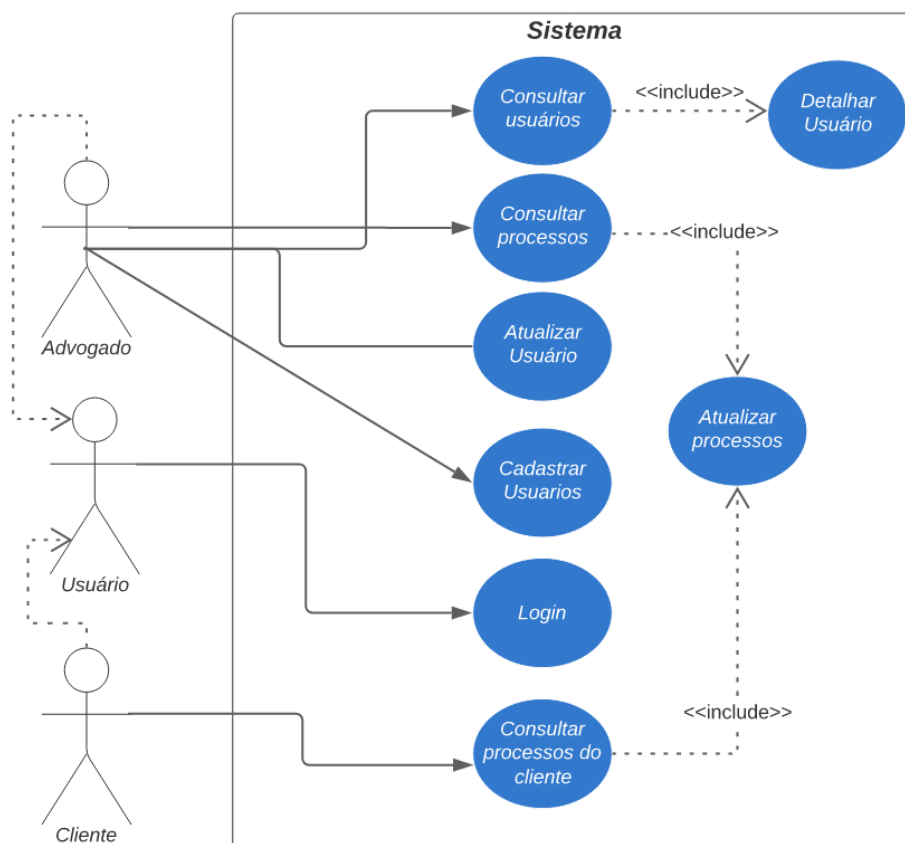 Sistema
Consultar
usuários
<<include>>
Detalhar
Usuário
Consultar
processos
<<include>>
Advogado
Atualizar
Usuário
Atualizar
processos
Cadastrar
Usuarios
Usuário
Login
<<include>>
Consultar
processos do
cliente
Cliente